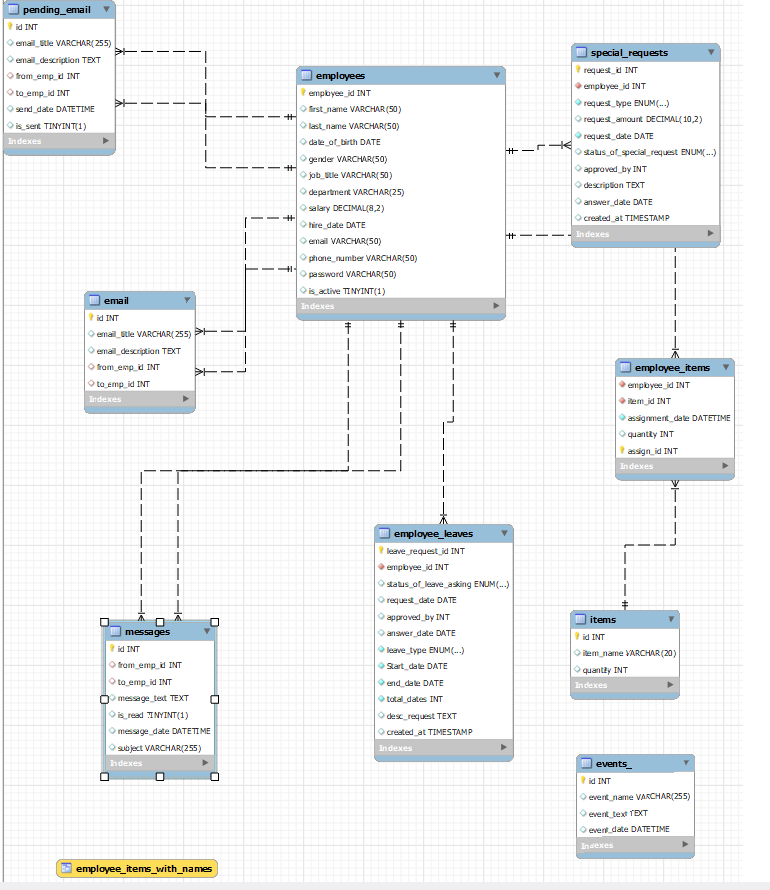 pending_email
id INT
email_title VARCHAR(255)
email_description TEXT
from_emp_id INT
to_emp_id INT
send_date DATETIME
is_sent TINYINT(1)
Indexes
employees
employee_id INT
first_name VARCHAR(50)
last_name VARCHAR(50)
date_of_birth DATE
gender VARCHAR(50)
job_title VARCHAR(50)
department VARCHAR(25)
salary DECIMAL(8,2)
hire_date DATE
email VARCHAR(50)
phone_number VARCHAR(50)
password VARCHAR(50)
is_active TINYINT(1)
Indexes
special_requests
request_id INT
employee_id INT
request_type ENUM(...)
request_amount DECIMAL(10,2)
request_date DATE
status_of_special_request ENUM(...)
approved_by INT
description TEXT
answer_date DATE
created_at TIMESTAMP
Indexes
email
id INT
email_title VARCHAR(255)
email_description TEXT
from_emp_id INT
to_emp_id INT
Indexes
employee_items
employee_id INT
item_id INT
assignment_date DATETIME
quantity INT
assign_id INT
Indexes
employee_leaves
leave_request_id INT
employee_id INT
status_of_leave_asking ENUM(...)
request_date DATE
approved_by INT
answer_date DATE
leave_type ENUM(...)
Start_date DATE
end_date DATE
total_dates INT
desc_request TEXT
created_at TIMESTAMP
Indexes
messages
id INT
from_emp_id INT
to_emp_id INT
message_text TEXT
is_read TINYINT(1)
message_date DATETIME
subject VARCHAR(255)
Indexes
items
id INT
item_name VARCHAR(20)
quantity INT
Indexes
events_
id INT
event_name VARCHAR(255)
event_text TEXT
event_date DATETIME
Indexes
employee_items_with_names